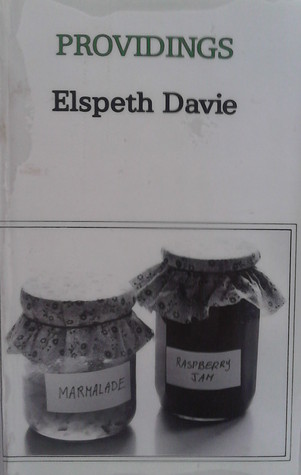 PROVIDINGS
Elspeth Davie
MARMALADE
RASPBERRY
JAM